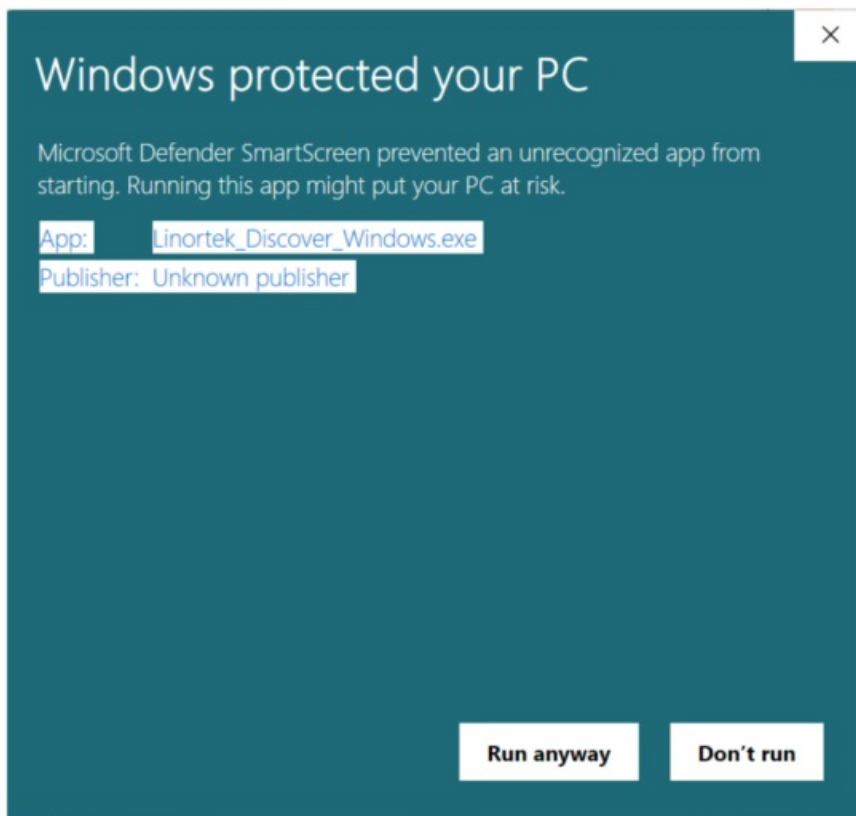 Windows protected your PC
Microsoft Defender SmartScreen prevented an unrecognized app from
starting. Running this app might put your PC at risk.
App: Linortek_Discover_Windows.exe
Publisher: Unknown publisher
Run anyway Don't run